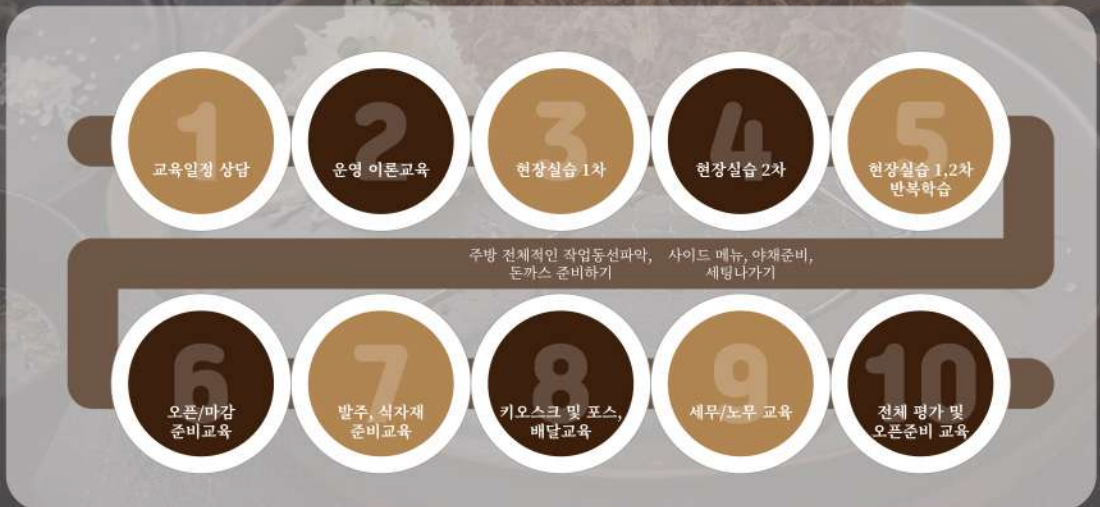 1
교육일정 상담
2
운영 이론교육
3
현장실습 1차
4
현장실습 2차
5
현장실습 1,2차
반복학습
주방 전체적인 작업동선파악,
돈까스 준비하기
사이드 메뉴, 야채준비,
세팅나가기
6
오픈/마감
준비교육
7
발주, 식자재
준비교육
8
키오스크 및 포스,
배달교육
9
세무/노무 교육
10
전체 평가 및
오픈준비 교육